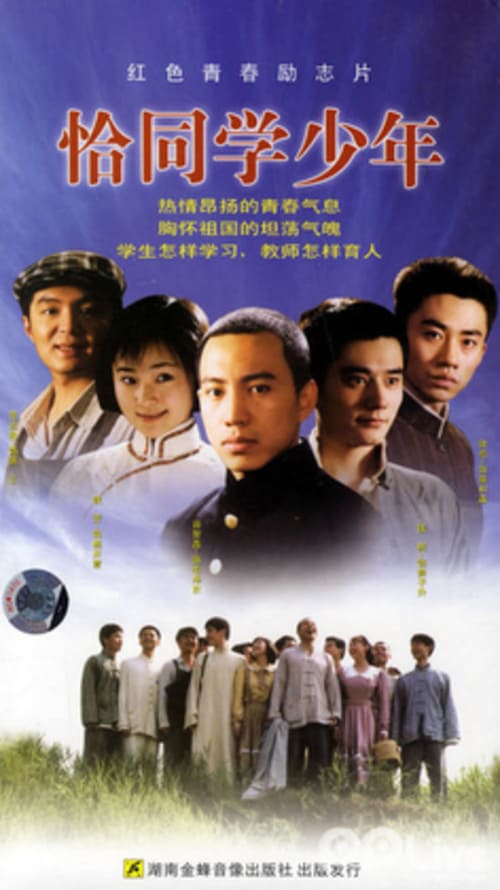 红色青春励志片
恰同学少年
热情昂扬的青春气息
胸怀祖国的坦荡气魄
学生怎样学习，教师怎样育人
湖南金蜂音像出版社 出版发行
QQLive